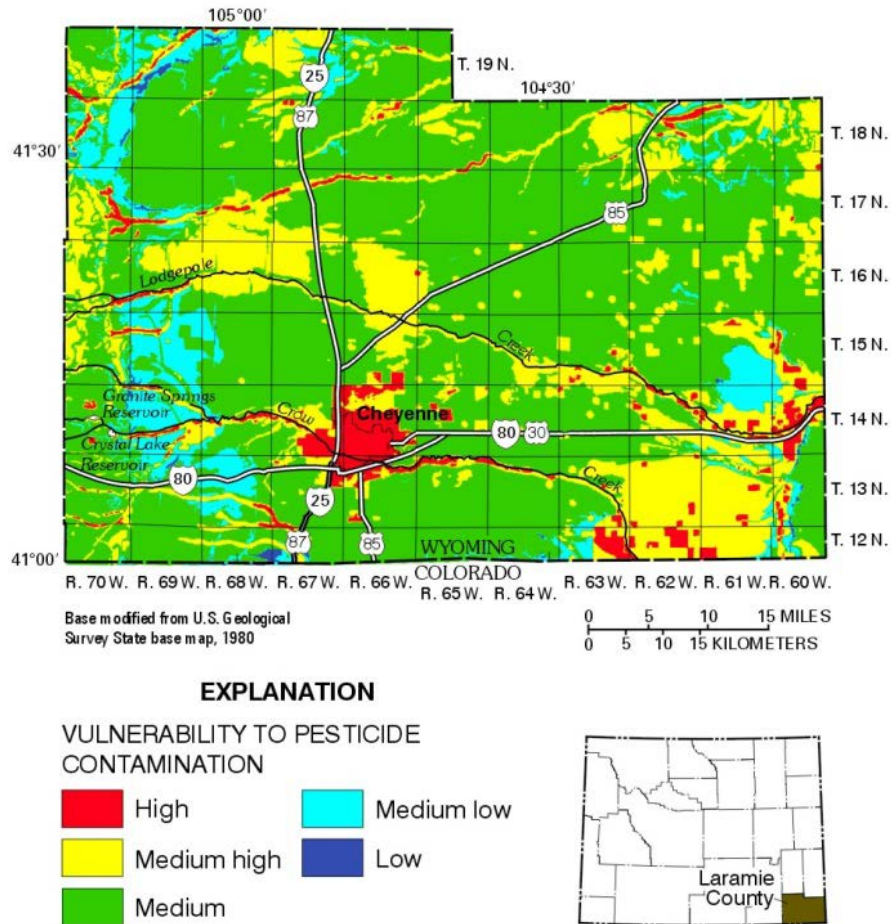 105°00'
T. 19 N.
104°30'
25
87
T. 18 N.
41°30'
T. 17 N.
85
Lodgepole
T. 16 N.
Creek
T. 15 N.
Granite Springs
Reservoir
Crow
Cheyenne
T. 14 N.
80 30
Crystal Lake
Reservoir
80
Creek
T. 13 N.
25
87
85
WYOMING
T. 12 N.
41°00'
COLORADO
R. 70 W. R. 69 W. R. 68 W. R. 67 W. R. 66 W. R. 65 W. R. 64 W. R. 63 W. R. 62 W. R. 61 W. R. 60 W.
Base modified from U.S. Geological
Survey State base map, 1980
0 5 10 15 MILES
0 5 10 15 KILOMETERS
EXPLANATION
VULNERABILITY TO PESTICIDE
CONTAMINATION
High
Medium low
Medium high
Low
Medium
Laramie
County